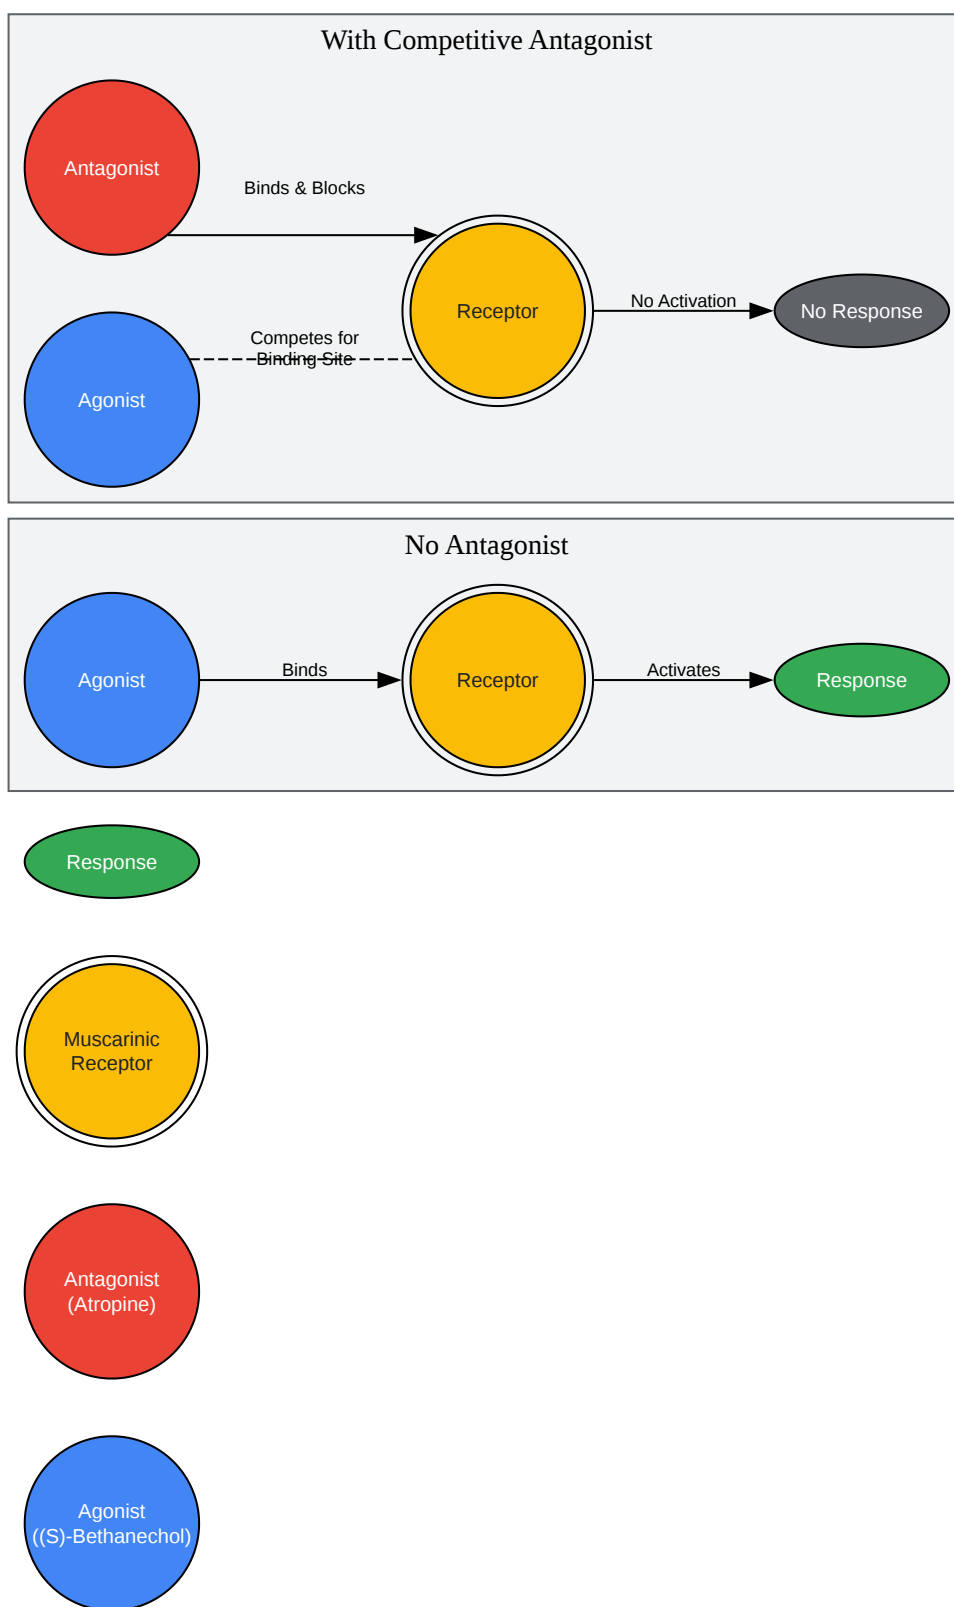 With Competitive Antagonist
Antagonist
Binds & Blocks
Receptor
No Activation
No Response
Competes for
Binding Site
Agonist
No Antagonist
Agonist
Binds
Receptor
Activates
Response
Response
Muscarinic
Receptor
Antagonist
(Atropine)
Agonist
((S)-Bethanechol)